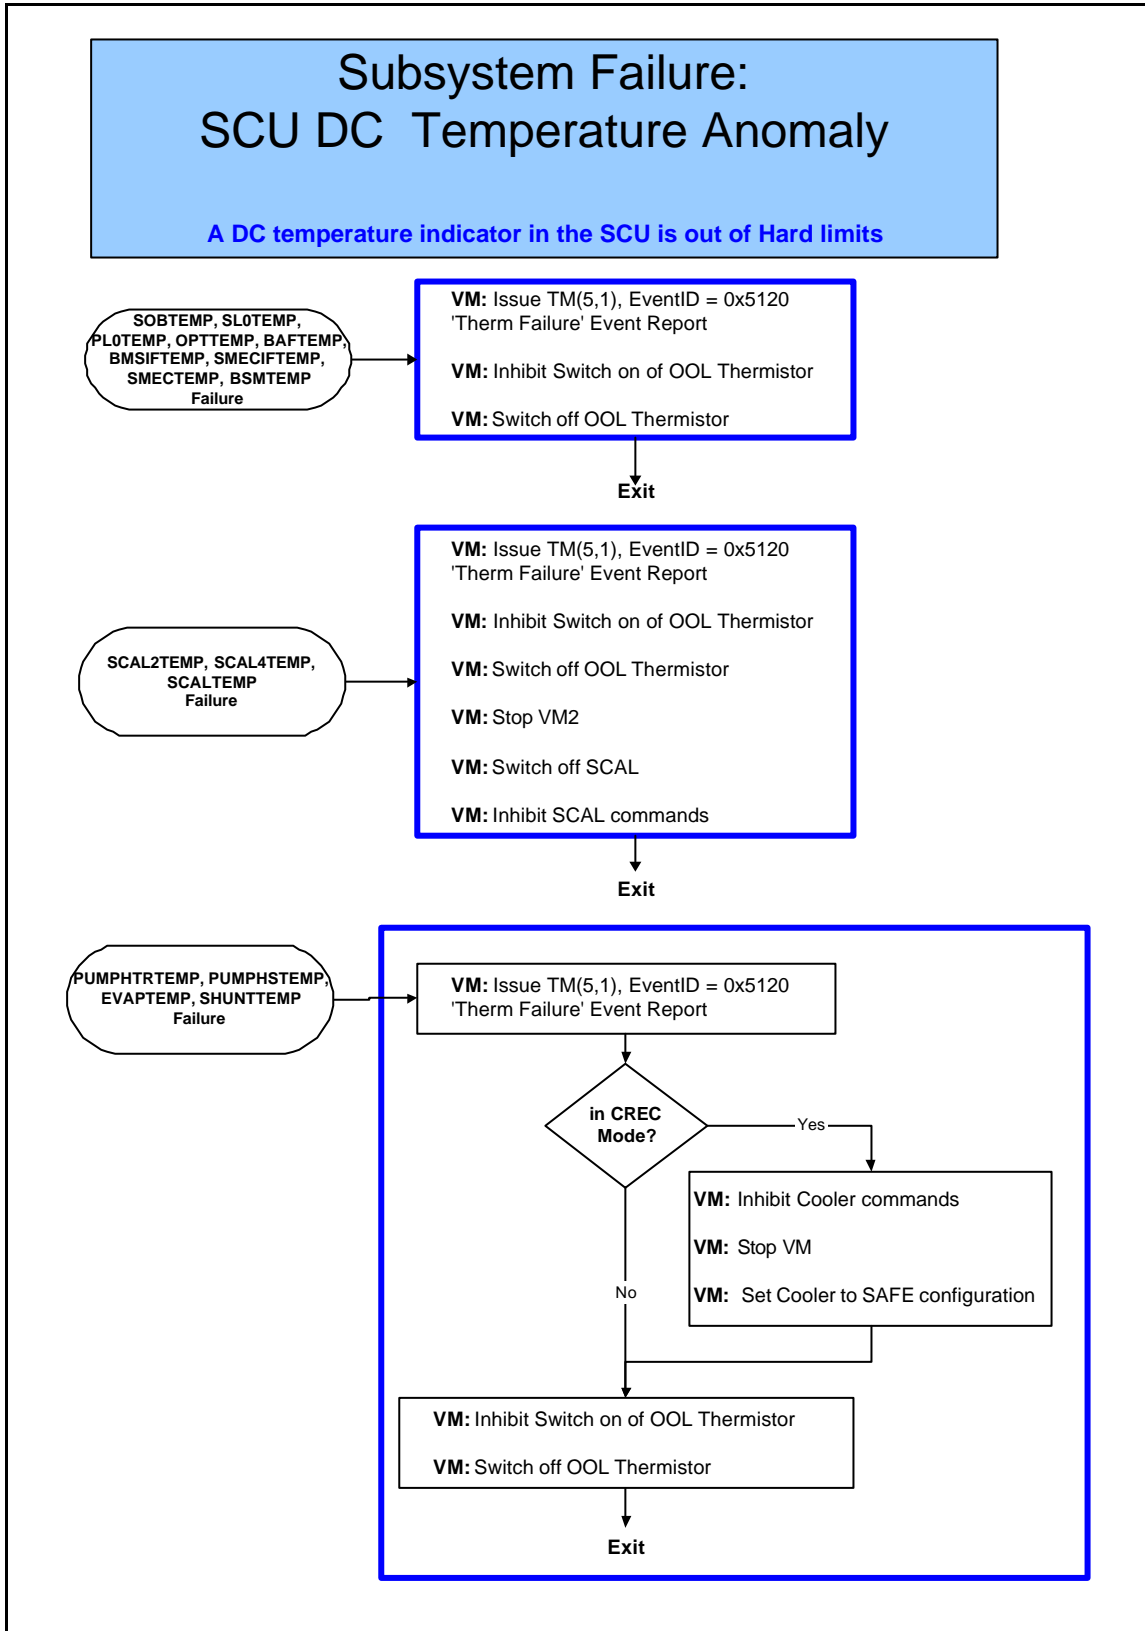 Subsystem Failure:
SCU DC Temperature Anomaly
A DC temperature indicator in the SCU is out of Hard limits
SOBTEMP, SL0TEMP,
PL0TEMP, OPTTEMP, BAFTEMP,
BMSIFTEMP, SMECIFTEMP,
SMECTEMP, BSMTEMP
Failure
VM: Issue TM(5,1), EventID = 0x5120
'Therm Failure' Event Report
VM: Inhibit Switch on of OOL Thermistor
VM: Switch off OOL Thermistor
Exit
SCAL2TEMP, SCAL4TEMP,
SCALTEMP
Failure
VM: Issue TM(5,1), EventID = 0x5120
'Therm Failure' Event Report
VM: Inhibit Switch on of OOL Thermistor
VM: Switch off OOL Thermistor
VM: Stop VM2
VM: Switch off SCAL
VM: Inhibit SCAL commands
Exit
PUMPHTRTEMP, PUMPHSTEMP,
EVAPTEMP, SHUNTTEMP
Failure
VM: Issue TM(5,1), EventID = 0x5120
'Therm Failure' Event Report
in CREC
Mode?
Yes
VM: Inhibit Cooler commands
VM: Stop VM
VM: Set Cooler to SAFE configuration
No
VM: Inhibit Switch on of OOL Thermistor
VM: Switch off OOL Thermistor
Exit